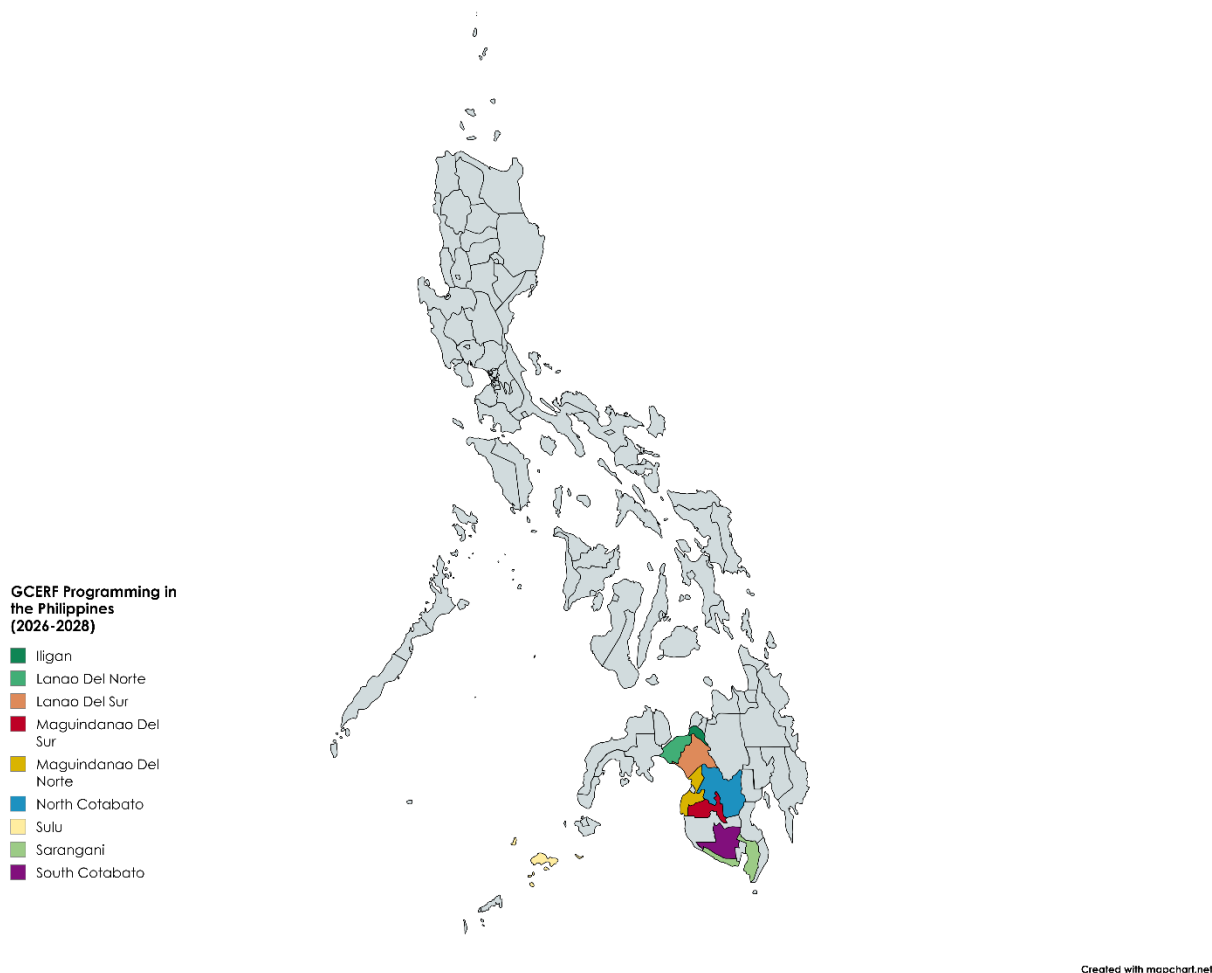 GCERF Programming in
the Philippines
(2026-2028)
Iligan
Lanao Del Norte
Lanao Del Sur
Maguindanao Del
Sur
Maguindanao Del
Norte
North Cotabato
Sulu
Sarangani
South Cotabato
Created with mapchart.net